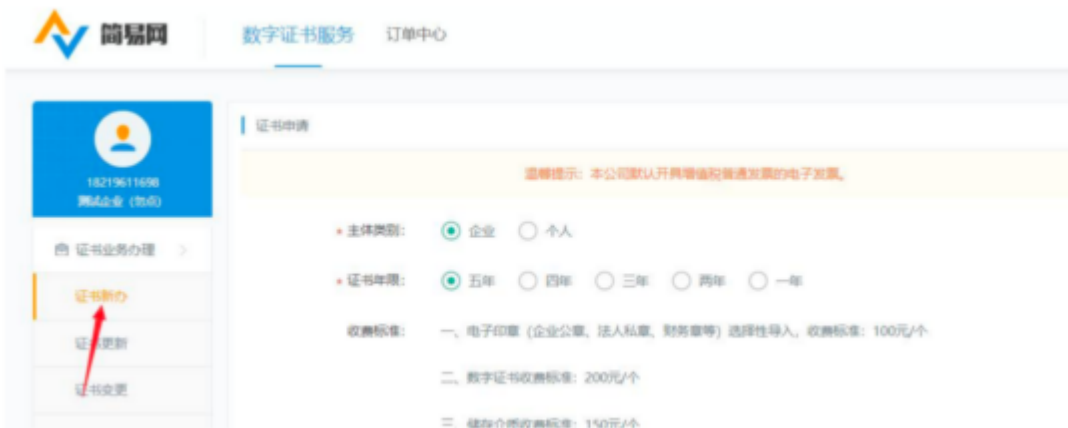 简易网
数字证书服务 订单中心
18219611698
测试企业（勿点）
证书申请
温馨提示：本公司默认开具增值税普通发票的电子发票。
* 主体类别： 企业 个人
证书业务办理 >
* 证书年限： 五年 四年 三年 两年 一年
证书新办
收费标准： 一、电子印章（企业公章、法人私章、财务章等）选择性导入，收费标准：100元/个
证书更新
二、数字证书收费标准：200元/个
证书变更
三、储存介质收费标准：150元/个